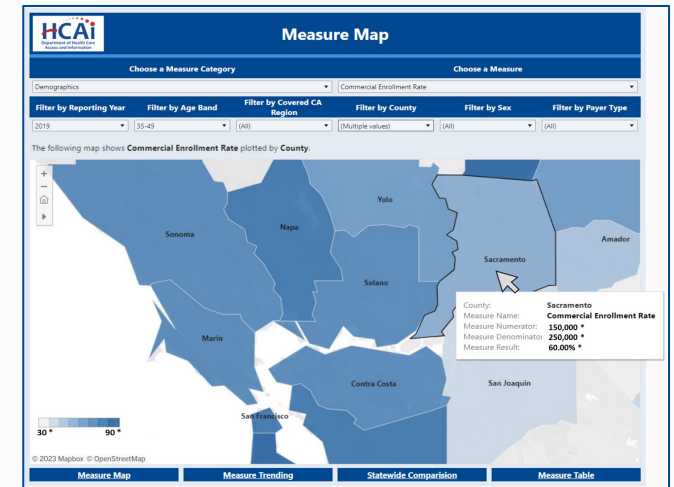 HCAi
Department of Health Care
Access and Information
Measure Map
Choose a Measure Category
Choose a Measure
Demographics
Commercial Enrollment Rate
Filter by Reporting Year
Filter by Age Band
Filter by Covered CA
Region
Filter by County
Filter by Sex
Filter by Payer Type
2019
35-49
(All)
(Multiple values)
(All)
(All)
The following map shows Commercial Enrollment Rate plotted by County.
Yolo
Napa
Sonoma
Amador
Sacramento
Solano
County: Sacramento
Measure Name: Commercial Enrollment Rate
Measure Numerator: 150,000 *
Measure Denominator 250,000 *
Measure Result: 60.00% *
Marin
Contra Costa
San Joaquin
San Francisco
30 * 90 *
© 2023 Mapbox © OpenStreetMap
Measure Map
Measure Trending
Statewide Comparision
Measure Table